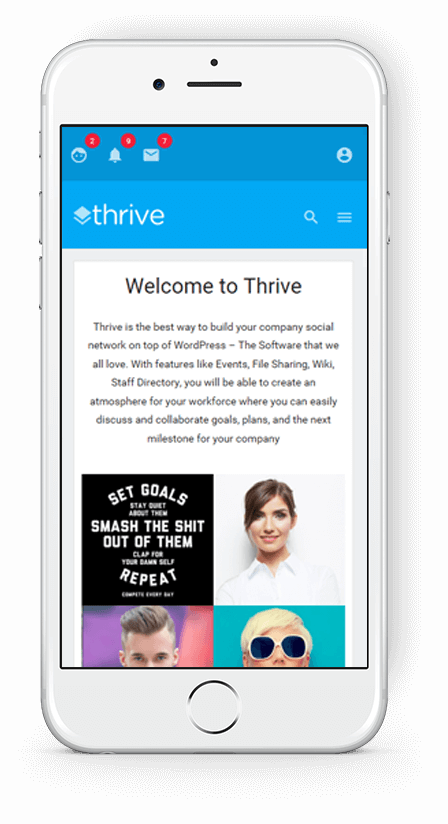 2 9 7
thrive
Welcome to Thrive
Thrive is the best way to build your company social
network on top of WordPress – The Software that we
all love. With features like Events, File Sharing, Wiki,
Staff Directory, you will be able to create an
atmosphere for your workforce where you can easily
discuss and collaborate goals, plans, and the next
milestone for your company
SET GOALS
STAY QUIET
ABOUT THEM
SMASH THE SHIT
OUT OF THEM
CLAP FOR
YOUR DAMN SELF
REPEAT
COMPETE EVERY DAY